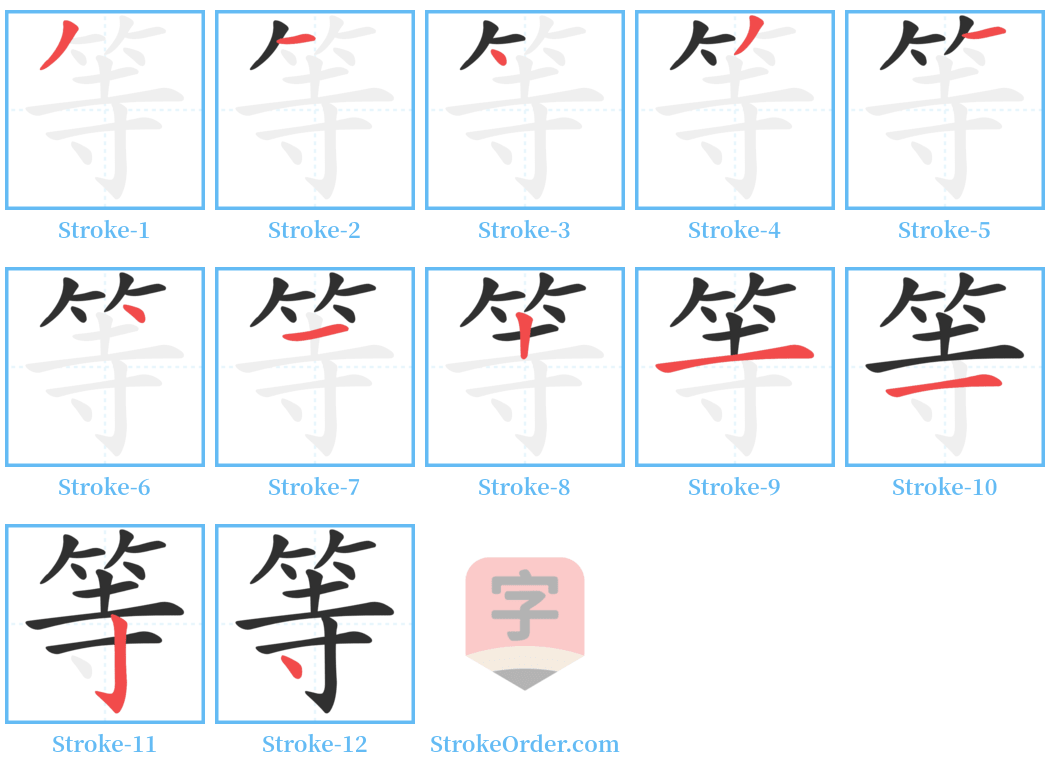 等 等 等 等 等
Stroke-1 Stroke-2 Stroke-3 Stroke-4 Stroke-5
等 等 等 等 等
Stroke-6 Stroke-7 Stroke-8 Stroke-9 Stroke-10
等 等 字
Stroke-11 Stroke-12 StrokeOrder.com